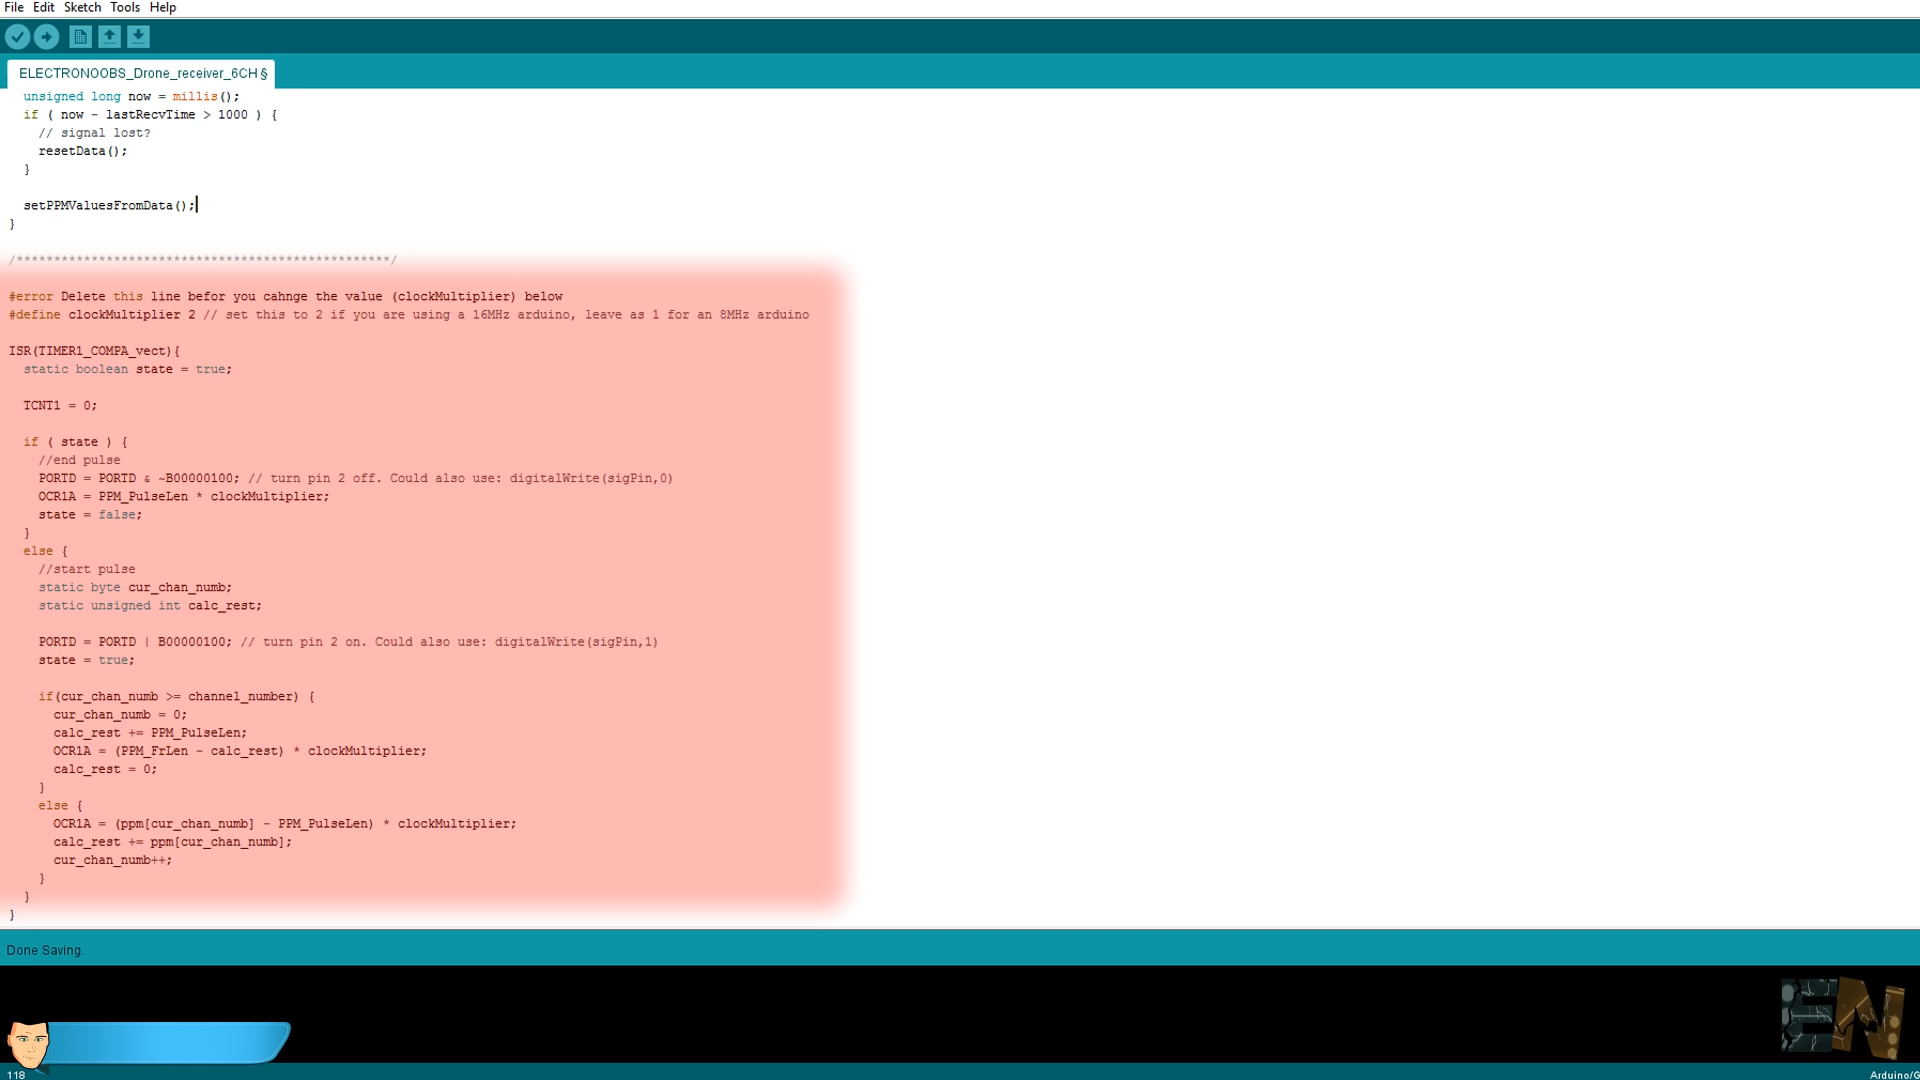 File Edit Sketch Tools Help
ELECTRONOOBS_Drone_receiver_6CH §
unsigned long now = millis();
if ( now - lastRecvTime > 1000 ) {
// signal lost?
resetData();
}
setPPMValuesFromData();
}
/**************************************************/
#error Delete this line befor you cahnge the value (clockMultiplier) below
#define clockMultiplier 2 // set this to 2 if you are using a 16MHz arduino, leave as 1 for an 8MHz arduino
ISR(TIMER1_COMPA_vect){
static boolean state = true;
TCNT1 = 0;
if ( state ) {
//end pulse
PORTD = PORTD & ~B00000100; // turn pin 2 off. Could also use: digitalWrite(sigPin,0)
OCR1A = PPM_PulseLen * clockMultiplier;
state = false;
}
else {
//start pulse
static byte cur_chan_numb;
static unsigned int calc_rest;
PORTD = PORTD | B00000100; // turn pin 2 on. Could also use: digitalWrite(sigPin,1)
state = true;
if(cur_chan_numb >= channel_number) {
cur_chan_numb = 0;
calc_rest += PPM_PulseLen;
OCR1A = (PPM_FrLen - calc_rest) * clockMultiplier;
calc_rest = 0;
}
else {
OCR1A = (ppm[cur_chan_numb] - PPM_PulseLen) * clockMultiplier;
calc_rest += ppm[cur_chan_numb];
cur_chan_numb++;
}
}
}
Done Saving.
EN
118
Arduino/G